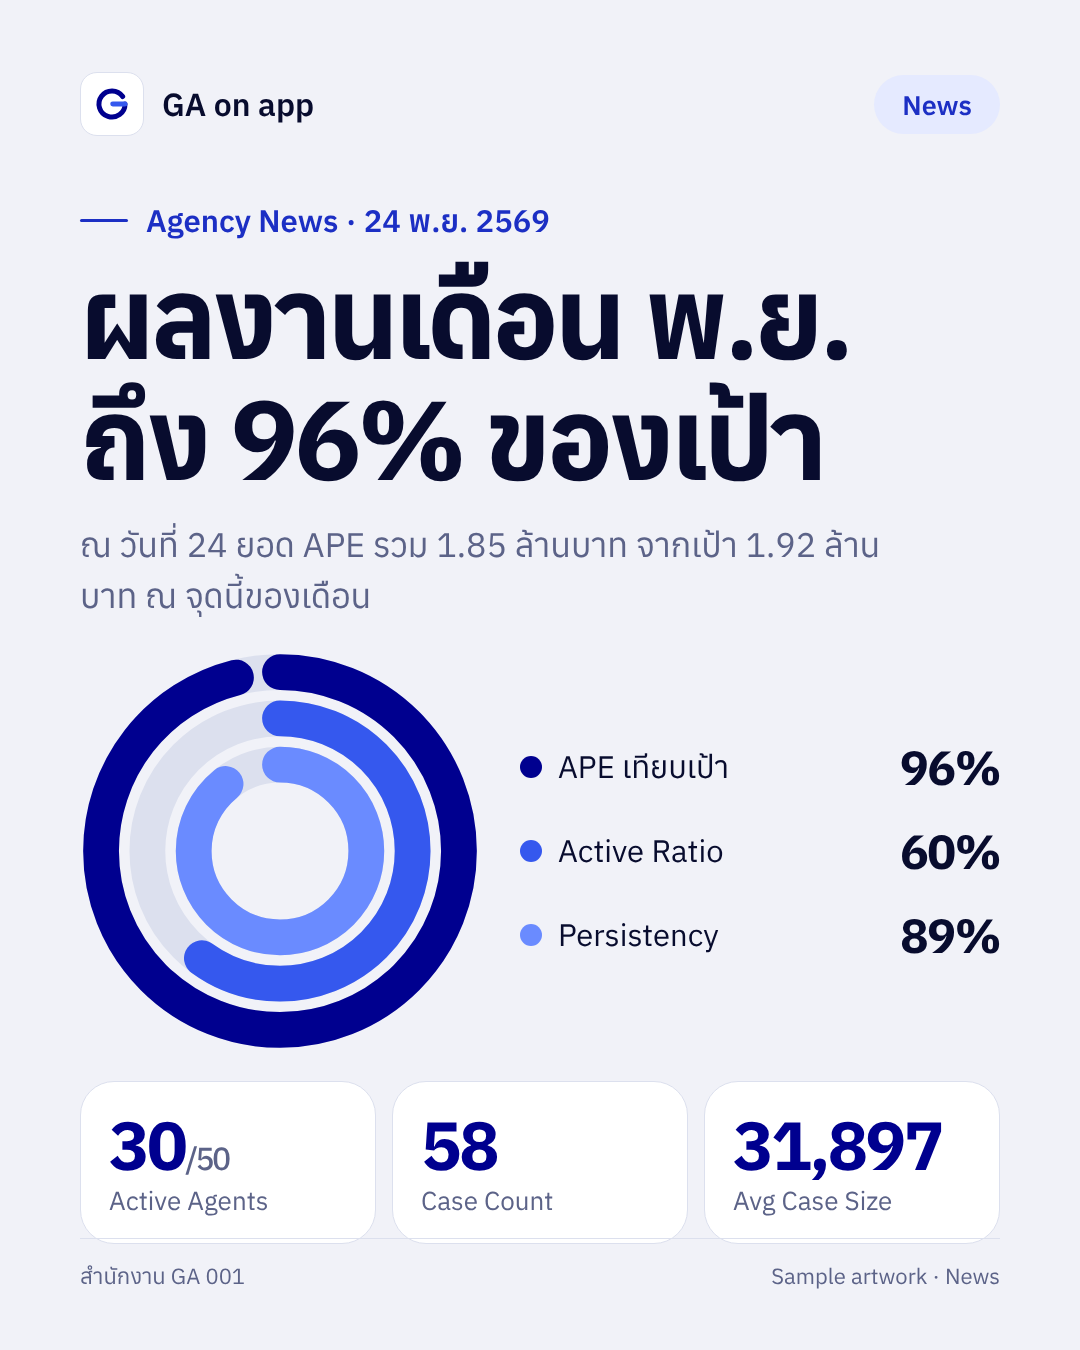 GA on app
News
Agency News · 24 พ.ย. 2569
ผลงานเดือน พ.ย.
ถึง 96% ของเป้า
ณ วันที่ 24 ยอด APE รวม 1.85 ล้านบาท จากเป้า 1.92 ล้าน
บาท ณ จุดนี้ของเดือน
APE เทียบเป้า 96%
Active Ratio 60%
Persistency 89%
30/50
Active Agents
58
Case Count
31,897
Avg Case Size
สำนักงาน GA 001
Sample artwork · News